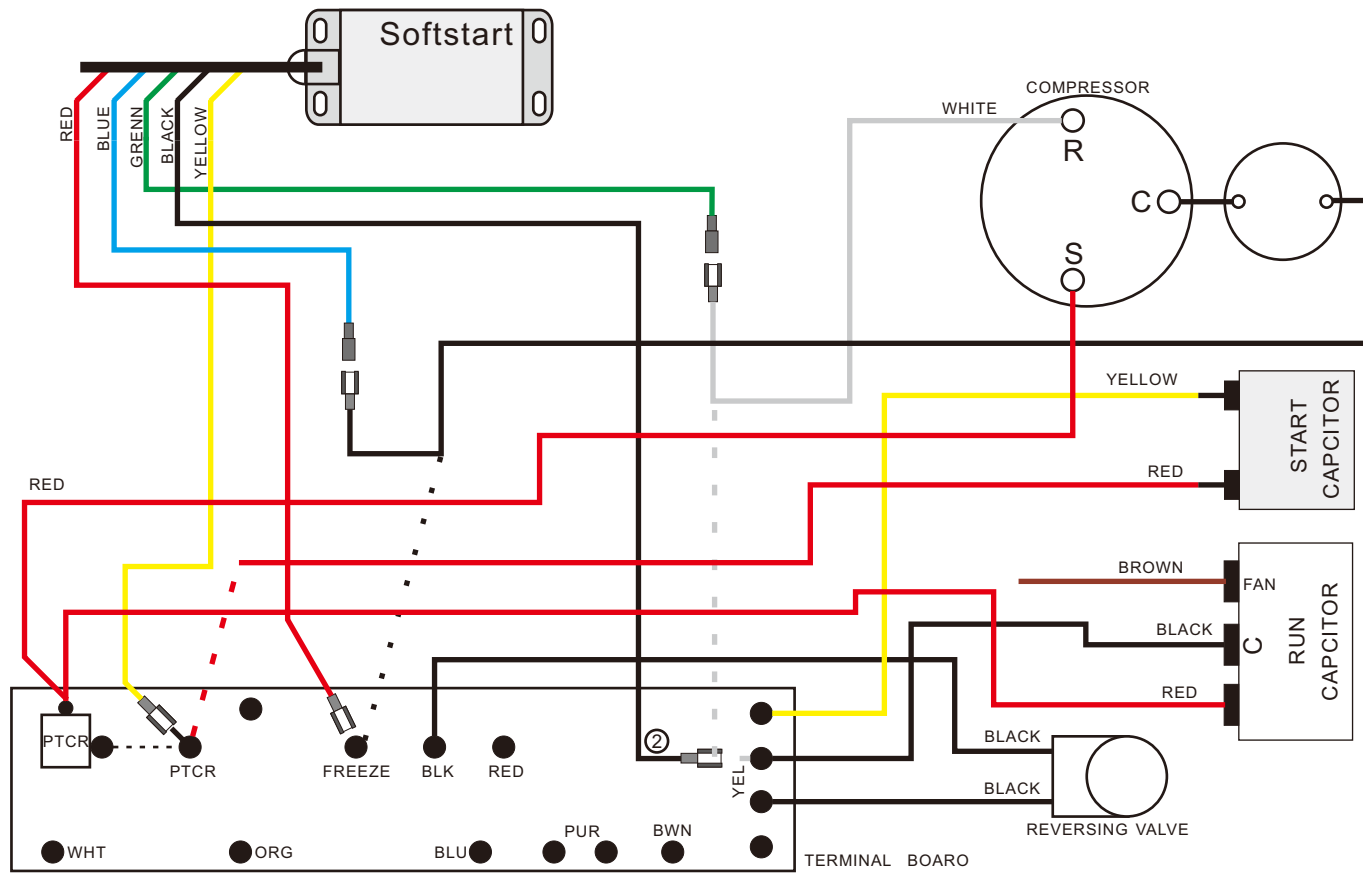 Softstart
RED
BLUE
GRENN
BLACK
YELLOW
COMPRESSOR
WHITE
R
C
S
YELLOW
START
CAPCITOR
RED
RED
BROWN
FAN
BLACK
C
RUN
CAPCITOR
RED
PTCR
PTCR
FREEZE
BLK
RED
2
YEL
BLACK
BLACK
REVERSING VALVE
WHT
ORG
BLU
PUR
BWN
TERMINAL BOARO